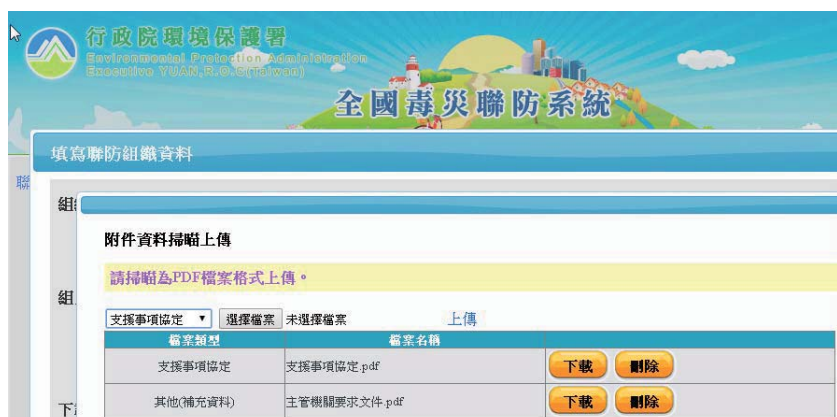 行政院環境保護署
Environmental Protection Administration
Executive YUAN,R.O.C(Taiwan)
全國毒災聯防系統
填寫聯防組織資料
聯
組
附件資料掃瞄上傳
請掃瞄為PDF檔案格式上傳。
組
支援事項協定 ▼ 選擇檔案 未選擇檔案 上傳
檔案類型 檔案名稱
支援事項協定 支援事項協定.pdf 下載 刪除
其他(補充資料) 主管機關要求文件.pdf 下載 刪除
下